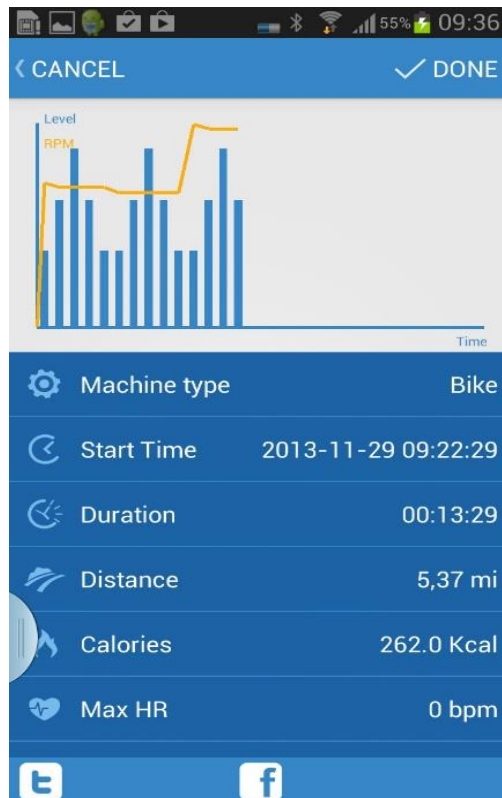 55% 09:36
CANCEL DONE
Level
RPM
Time
Machine type Bike
Start Time 2013-11-29 09:22:29
Duration 00:13:29
Distance 5,37 mi
Calories 262.0 Kcal
Max HR 0 bpm